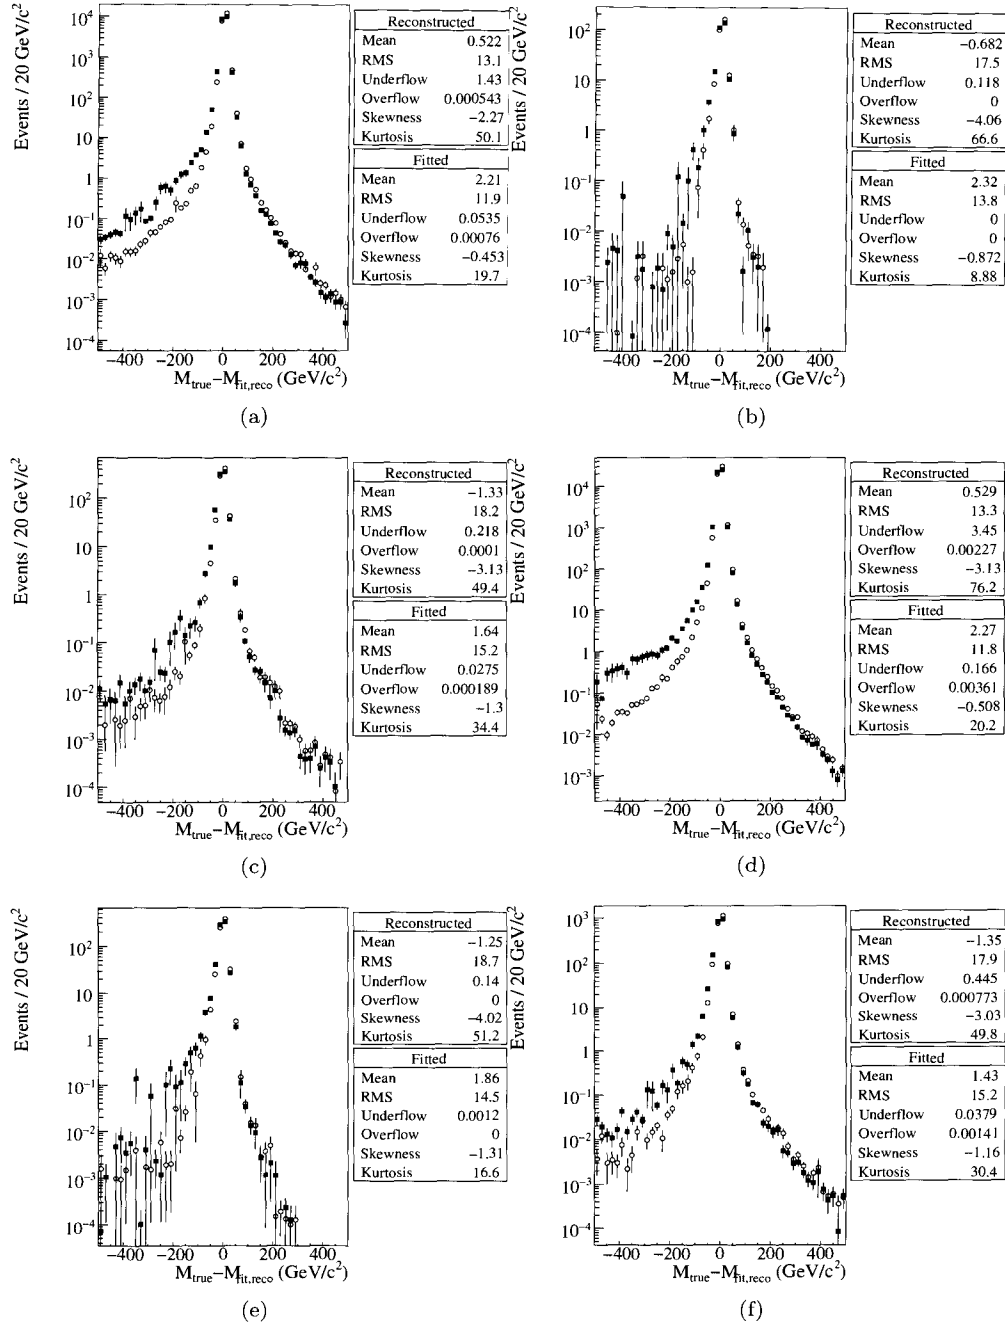 Events / 20 GeV/c²
10⁴
10³
10²
10
1
10⁻¹
10⁻²
10⁻³
10⁻⁴
−400 −200 0 200 400
M_true−M_fit,reco (GeV/c²)
Reconstructed
Mean 0.522
RMS 13.1
Underflow 1.43
Overflow 0.000543
Skewness −2.27
Kurtosis 50.1
Fitted
Mean 2.21
RMS 11.9
Underflow 0.0535
Overflow 0.00076
Skewness −0.453
Kurtosis 19.7
(a)
Events / 20 GeV/c²
10²
10
1
10⁻¹
10⁻²
10⁻³
10⁻⁴
−400 −200 0 200 400
M_true−M_fit,reco (GeV/c²)
Reconstructed
Mean −0.682
RMS 17.5
Underflow 0.118
Overflow 0
Skewness −4.06
Kurtosis 66.6
Fitted
Mean 2.32
RMS 13.8
Underflow 0
Overflow 0
Skewness −0.872
Kurtosis 8.88
(b)
Events / 20 GeV/c²
10²
10
1
10⁻¹
10⁻²
10⁻³
10⁻⁴
−400 −200 0 200 400
M_true−M_fit,reco (GeV/c²)
Reconstructed
Mean −1.33
RMS 18.2
Underflow 0.218
Overflow 0.0001
Skewness −3.13
Kurtosis 49.4
Fitted
Mean 1.64
RMS 15.2
Underflow 0.0275
Overflow 0.000189
Skewness −1.3
Kurtosis 34.4
(c)
Events / 20 GeV/c²
10⁴
10³
10²
10
1
10⁻¹
10⁻²
10⁻³
−400 −200 0 200 400
M_true−M_fit,reco (GeV/c²)
Reconstructed
Mean 0.529
RMS 13.3
Underflow 3.45
Overflow 0.00227
Skewness −3.13
Kurtosis 76.2
Fitted
Mean 2.27
RMS 11.8
Underflow 0.166
Overflow 0.00361
Skewness −0.508
Kurtosis 20.2
(d)
Events / 20 GeV/c²
10²
10
1
10⁻¹
10⁻²
10⁻³
10⁻⁴
−400 −200 0 200 400
M_true−M_fit,reco (GeV/c²)
Reconstructed
Mean −1.25
RMS 18.7
Underflow 0.14
Overflow 0
Skewness −4.02
Kurtosis 51.2
Fitted
Mean 1.86
RMS 14.5
Underflow 0.0012
Overflow 0
Skewness −1.31
Kurtosis 16.6
(e)
Events / 20 GeV/c²
10³
10²
10
1
10⁻¹
10⁻²
10⁻³
10⁻⁴
−400 −200 0 200 400
M_true−M_fit,reco (GeV/c²)
Reconstructed
Mean −1.35
RMS 17.9
Underflow 0.445
Overflow 0.000773
Skewness −3.03
Kurtosis 49.8
Fitted
Mean 1.43
RMS 15.2
Underflow 0.0379
Overflow 0.00141
Skewness −1.16
Kurtosis 30.4
(f)